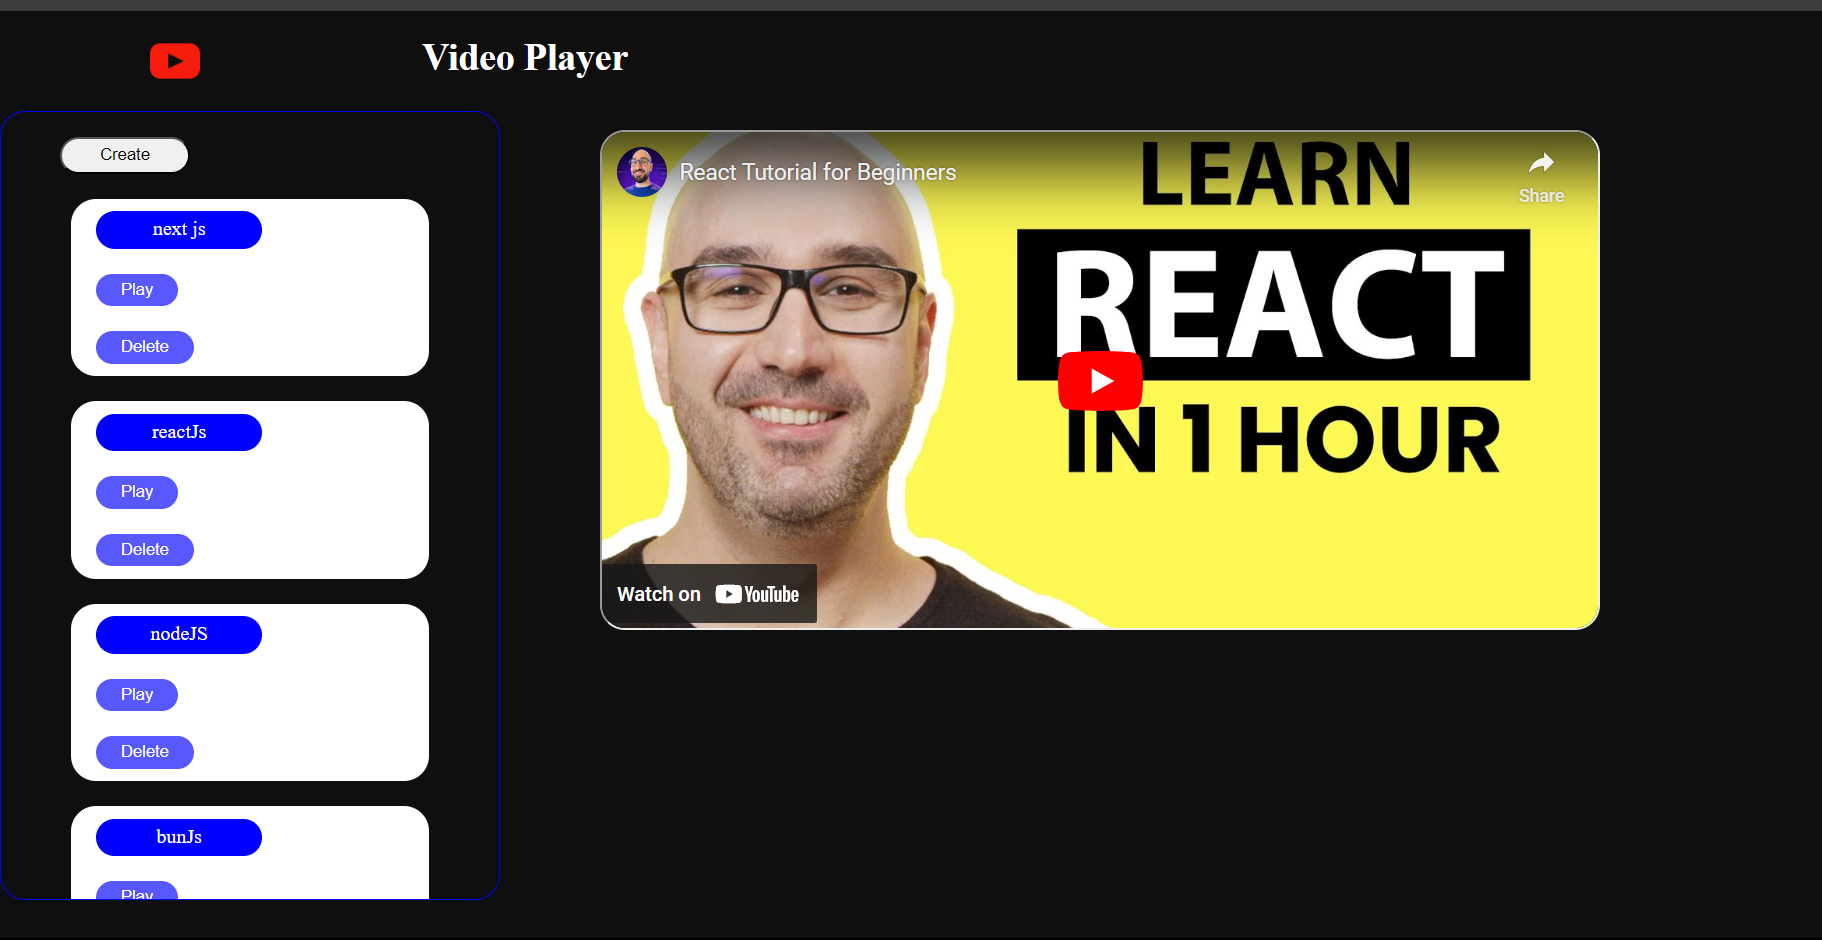 Video Player
Create
next js
Play
Delete
reactJs
Play
Delete
nodeJS
Play
Delete
bunJs
Play
React Tutorial for Beginners
Share
LEARN
REACT
IN 1 HOUR
Watch on YouTube